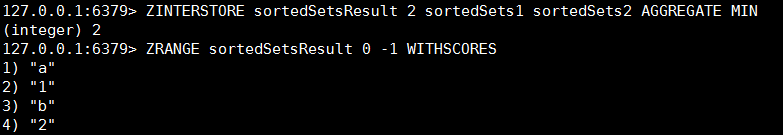 127.0.0.1:6379> ZINTERSTORE sortedSetsResult 2 sortedSets1 sortedSets2 AGGREGATE MIN
(integer) 2
127.0.0.1:6379> ZRANGE sortedSetsResult 0 -1 WITHSCORES
1) "a"
2) "1"
3) "b"
4) "2"